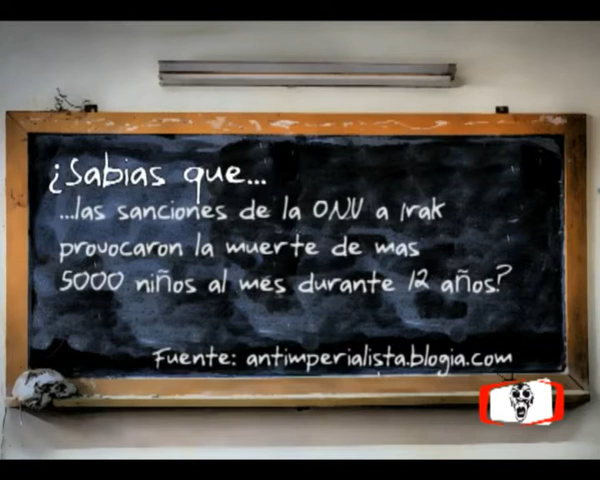 ¿Sabias que...
...las sanciones de la ONU a Irak
provocaron la muerte de mas
5000 niños al mes durante 12 años?
Fuente: antimperialista.blogia.com